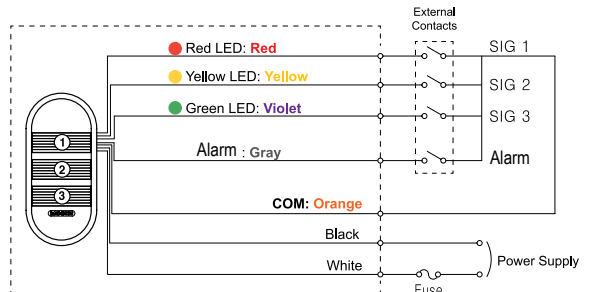 External
Contacts
Red LED: Red
SIG 1
Yellow LED: Yellow
SIG 2
Green LED: Violet
SIG 3
Alarm : Gray
Alarm
1
2
3
COM: Orange
Black
White
Power Supply
Fuse